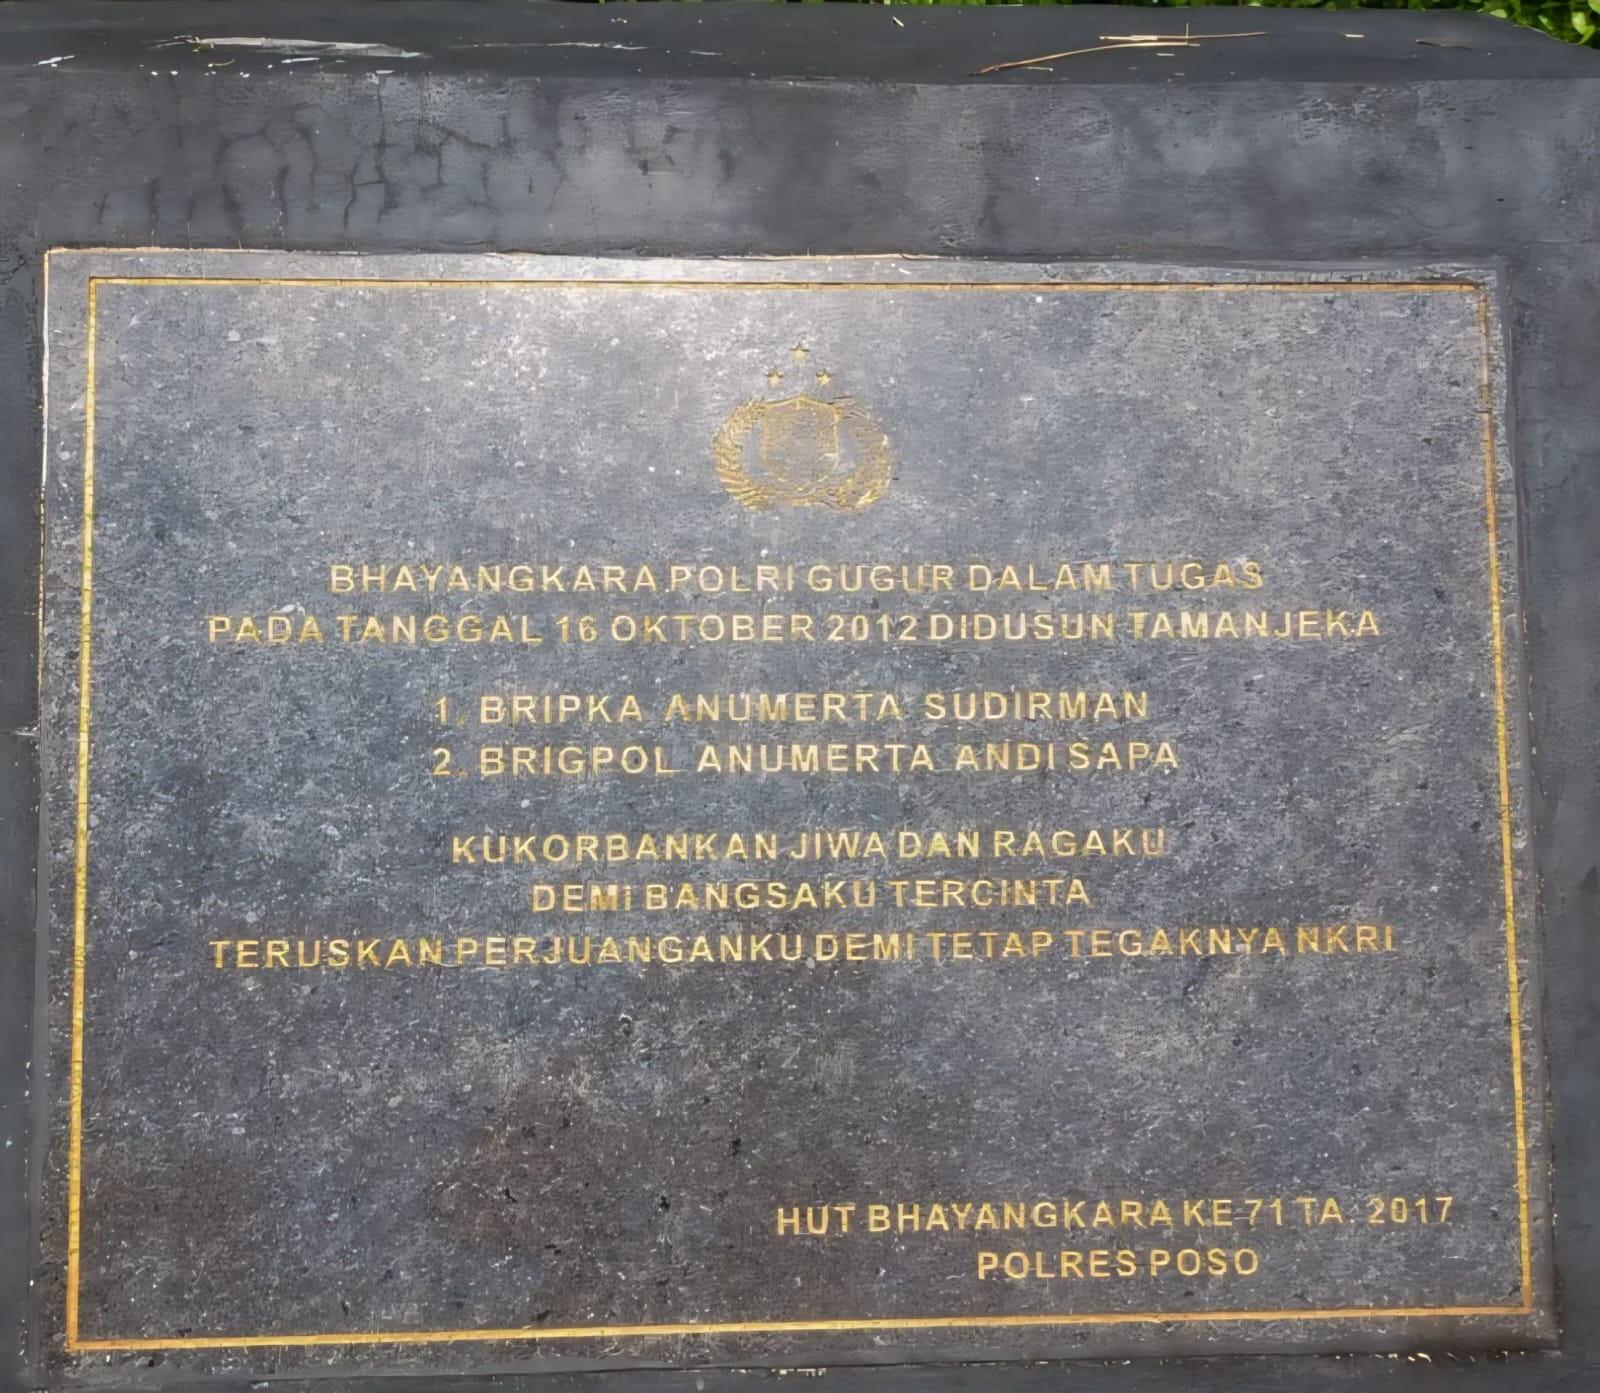 BHAYANGKARA POLRI GUGUR DALAM TUGAS
PADA TANGGAL 16 OKTOBER 2012 DIDUSUN TAMANJEKA
1. BRIPKA ANUMERTA SUDIRMAN
2. BRIGPOL ANUMERTA ANDI SAPA
KUKORBANKAN JIWA DAN RAGAKU
DEMI BANGSAKU TERCINTA
TERUSKAN PERJUANGANKU DEMI TETAP TEGAKNYA NKRI
HUT BHAYANGKARA KE 71 TA. 2017
POLRES POSO